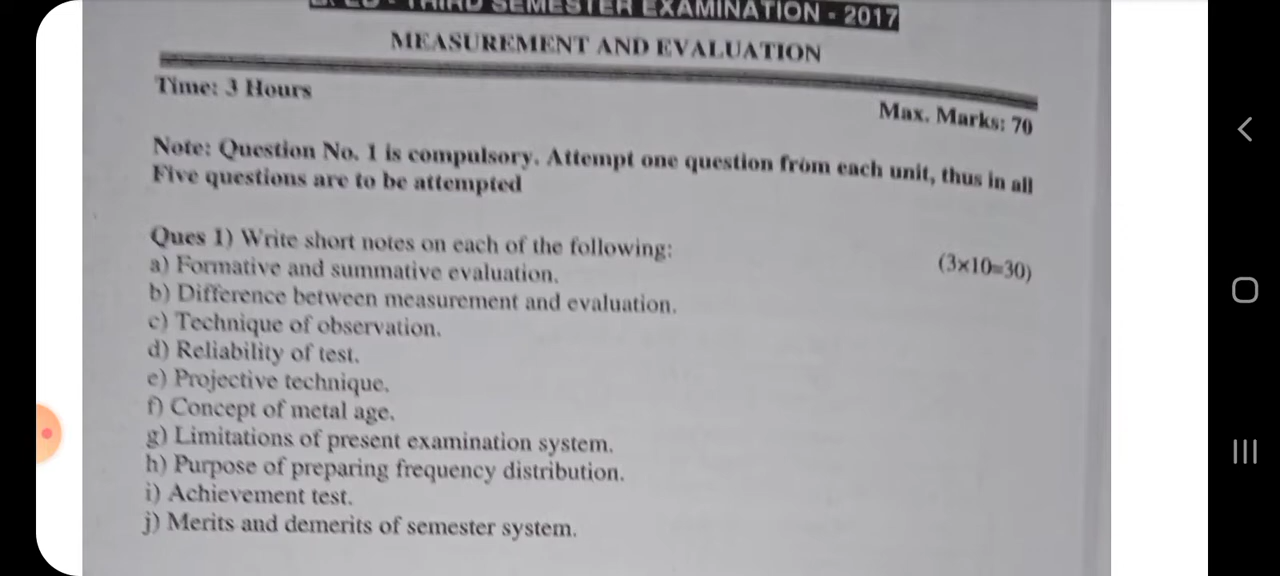 THIRD SEMESTER EXAMINATION - 2017
MEASUREMENT AND EVALUATION
Time: 3 Hours
Max. Marks: 70
Note: Question No. 1 is compulsory. Attempt one question from each unit, thus in all
Five questions are to be attempted
Ques 1) Write short notes on each of the following:
(3×10=30)
a) Formative and summative evaluation.
b) Difference between measurement and evaluation.
c) Technique of observation.
d) Reliability of test.
e) Projective technique.
f) Concept of metal age.
g) Limitations of present examination system.
h) Purpose of preparing frequency distribution.
i) Achievement test.
j) Merits and demerits of semester system.